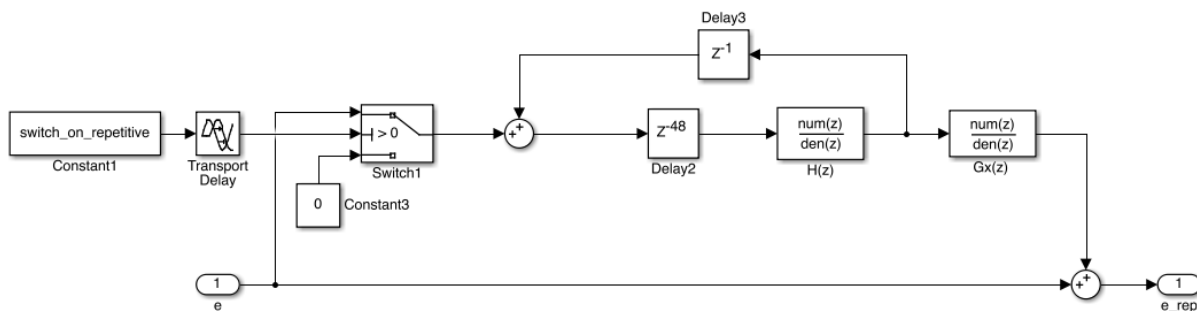 Delay3
Z-1
switch_on_repetitive
Constant1
Transport
Delay
> 0
Switch1
0
Constant3
+
+
Z-48
Delay2
num(z)
den(z)
H(z)
num(z)
den(z)
Gx(z)
1
e
+
+
1
e_rep